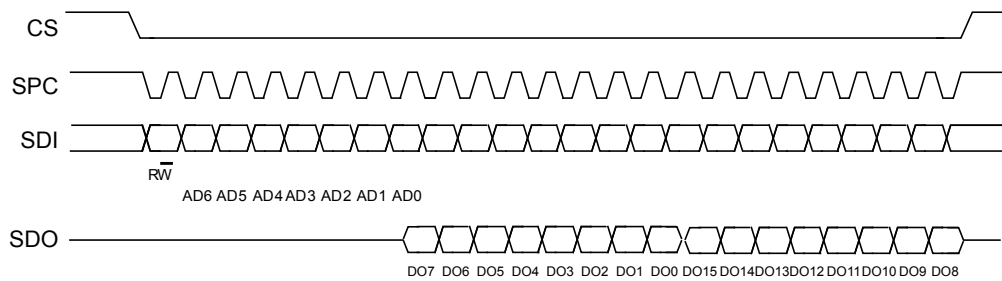 CS
SPC
SDI
RW
AD6 AD5 AD4 AD3 AD2 AD1 AD0
SDO
DO7 DO6 DO5 DO4 DO3 DO2 DO1 DO0 DO15 DO14 DO13 DO12 DO11 DO10 DO9 DO8